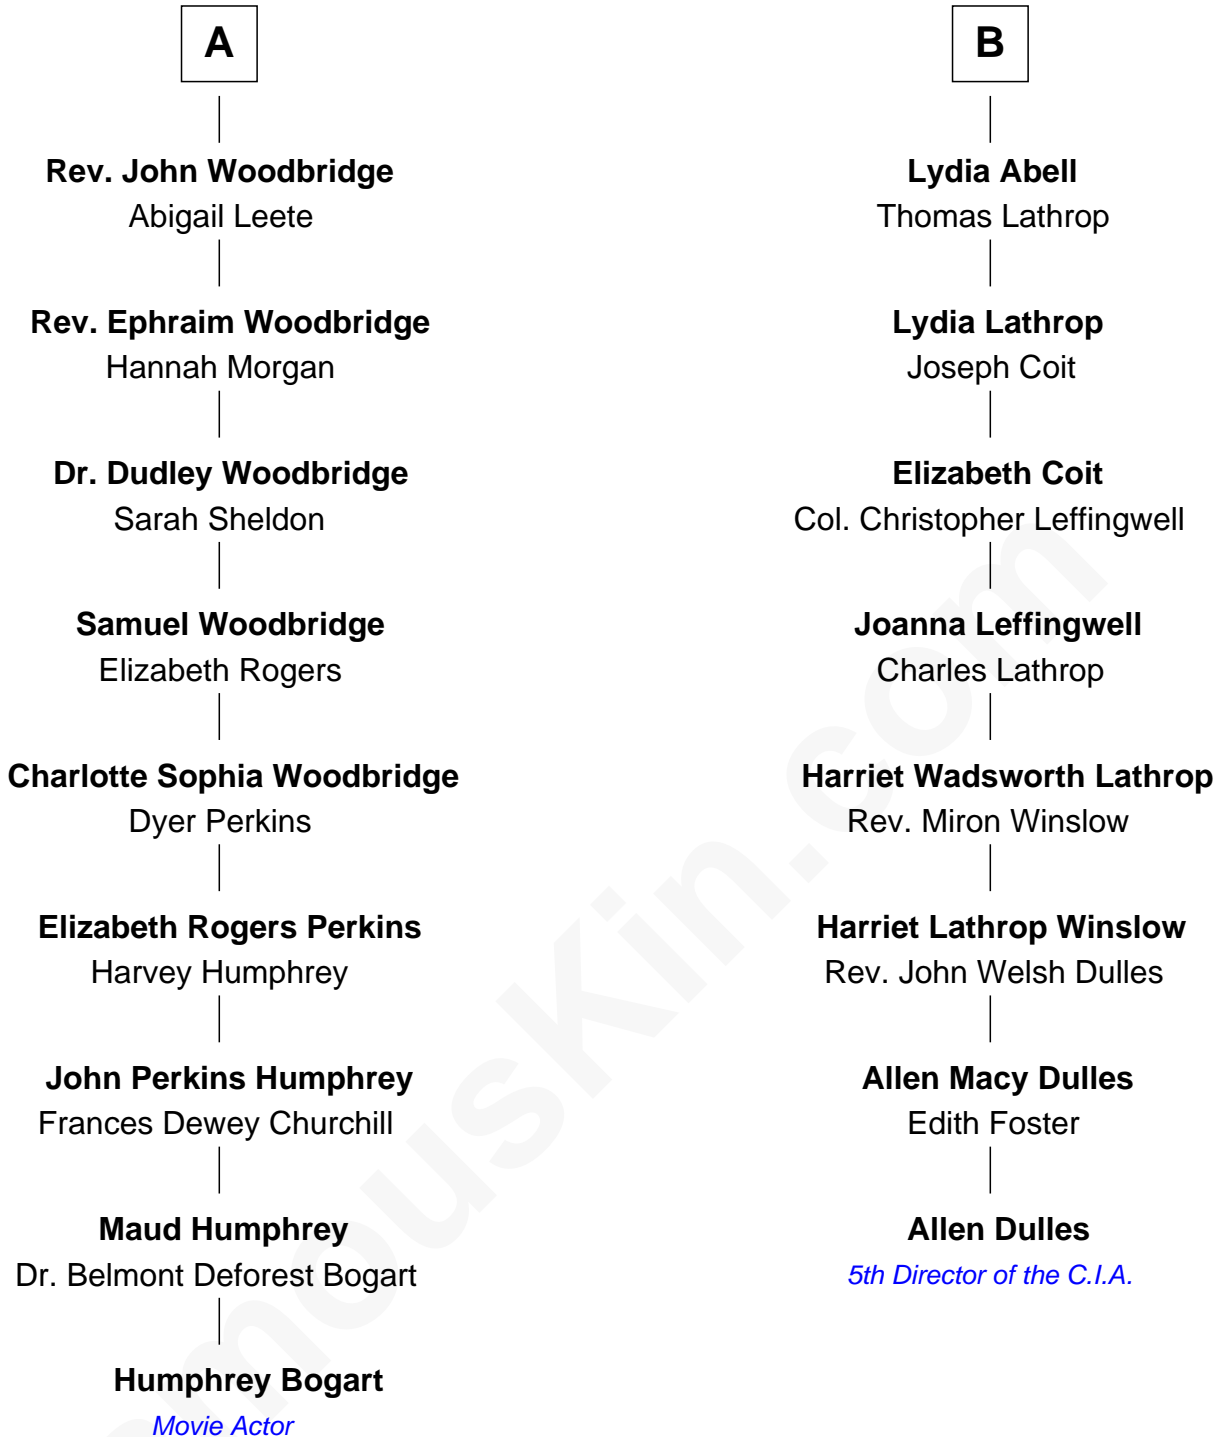 A
Rev. John Woodbridge
Abigail Leete
Rev. Ephraim Woodbridge
Hannah Morgan
Dr. Dudley Woodbridge
Sarah Sheldon
Samuel Woodbridge
Elizabeth Rogers
Charlotte Sophia Woodbridge
Dyer Perkins
Elizabeth Rogers Perkins
Harvey Humphrey
John Perkins Humphrey
Frances Dewey Churchill
Maud Humphrey
Dr. Belmont Deforest Bogart
Humphrey Bogart
Movie Actor
B
Lydia Abell
Thomas Lathrop
Lydia Lathrop
Joseph Coit
Elizabeth Coit
Col. Christopher Leffingwell
Joanna Leffingwell
Charles Lathrop
Harriet Wadsworth Lathrop
Rev. Miron Winslow
Harriet Lathrop Winslow
Rev. John Welsh Dulles
Allen Macy Dulles
Edith Foster
Allen Dulles
5th Director of the C.I.A.
mousKin.com